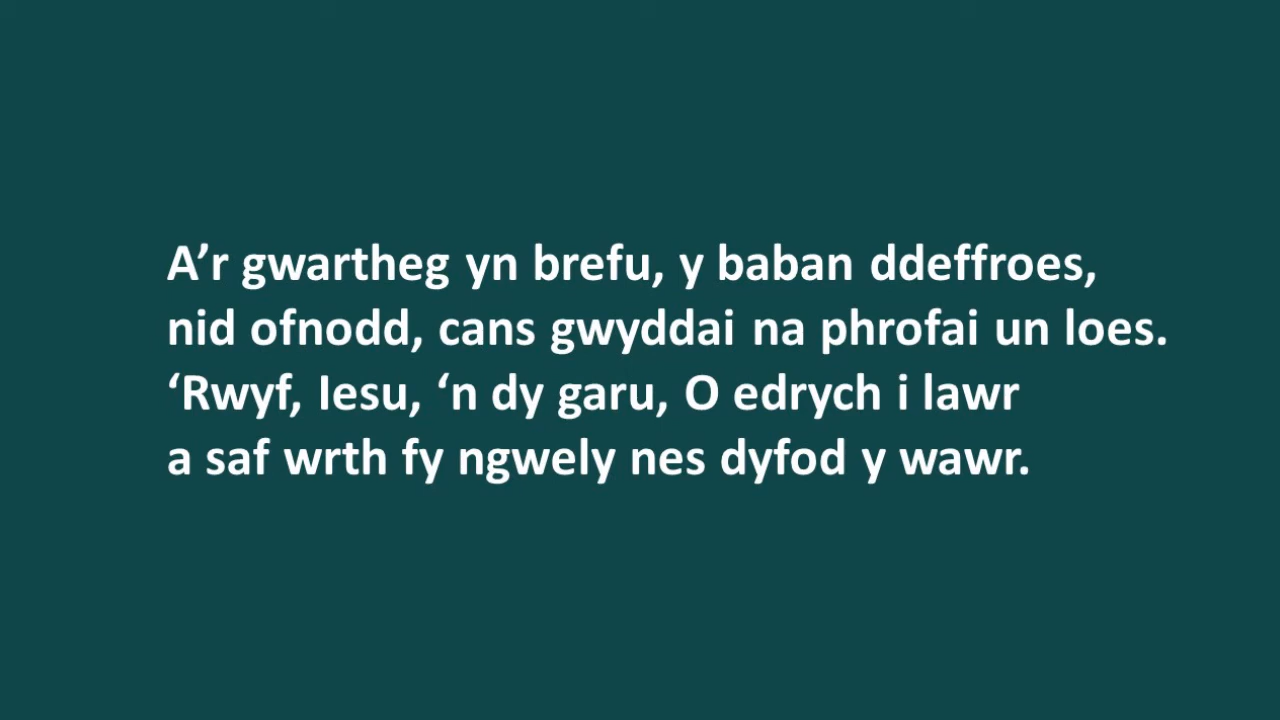 A’r gwartheg yn brefu, y baban ddeffroes,
nid ofnodd, cans gwyddai na phrofai un loes.
‘Rwyf, Iesu, ‘n dy garu, O edrych i lawr
a saf wrth fy ngwely nes dyfod y wawr.